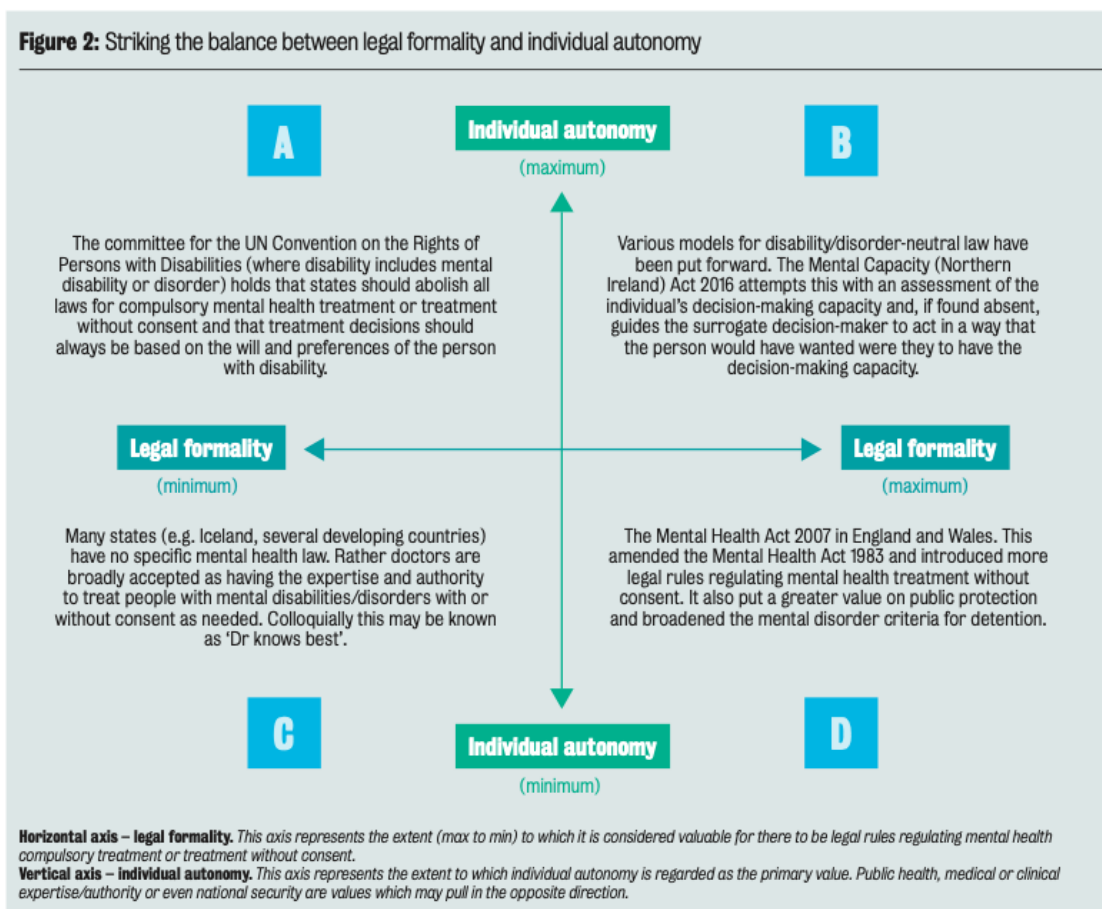 Figure 2: Striking the balance between legal formality and individual autonomy
A
Individual autonomy
(maximum)
B
The committee for the UN Convention on the Rights of
Persons with Disabilities (where disability includes mental
disability or disorder) holds that states should abolish all
laws for compulsory mental health treatment or treatment
without consent and that treatment decisions should
always be based on the will and preferences of the person
with disability.
Various models for disability/disorder-neutral law have
been put forward. The Mental Capacity (Northern
Ireland) Act 2016 attempts this with an assessment of the
individual's decision-making capacity and, if found absent,
guides the surrogate decision-maker to act in a way that
the person would have wanted were they to have the
decision-making capacity.
Legal formality
(minimum)
Legal formality
(maximum)
Many states (e.g. Iceland, several developing countries)
have no specific mental health law. Rather doctors are
broadly accepted as having the expertise and authority
to treat people with mental disabilities/disorders with or
without consent as needed. Colloquially this may be known
as 'Dr knows best'.
The Mental Health Act 2007 in England and Wales. This
amended the Mental Health Act 1983 and introduced more
legal rules regulating mental health treatment without
consent. It also put a greater value on public protection
and broadened the mental disorder criteria for detention.
C
Individual autonomy
(minimum)
D
Horizontal axis – legal formality. This axis represents the extent (max to min) to which it is considered valuable for there to be legal rules regulating mental health
compulsory treatment or treatment without consent.
Vertical axis – individual autonomy. This axis represents the extent to which individual autonomy is regarded as the primary value. Public health, medical or clinical
expertise/authority or even national security are values which may pull in the opposite direction.